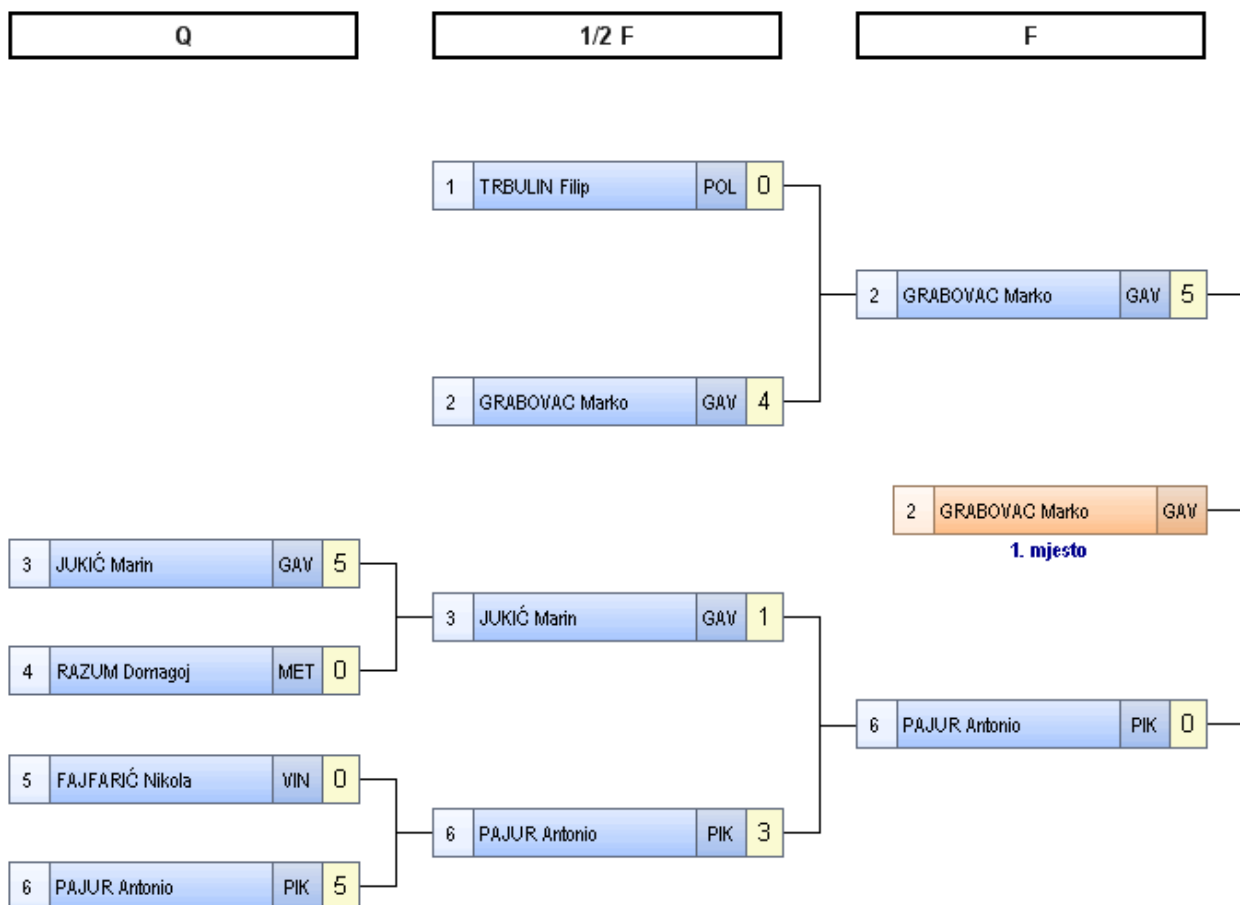 Q 1/2 F F
1 TRBULIN Filip POL 0
2 GRABOVAC Marko GAV 5
2 GRABOVAC Marko GAV 4
2 GRABOVAC Marko GAV
1. mjesto
3 JUKIĆ Marin GAV 5
3 JUKIĆ Marin GAV 1
4 RAZUM Domagoj MET 0
6 PAJUR Antonio PIK 0
5 FAJFARIĆ Nikola VIN 0
6 PAJUR Antonio PIK 3
6 PAJUR Antonio PIK 5